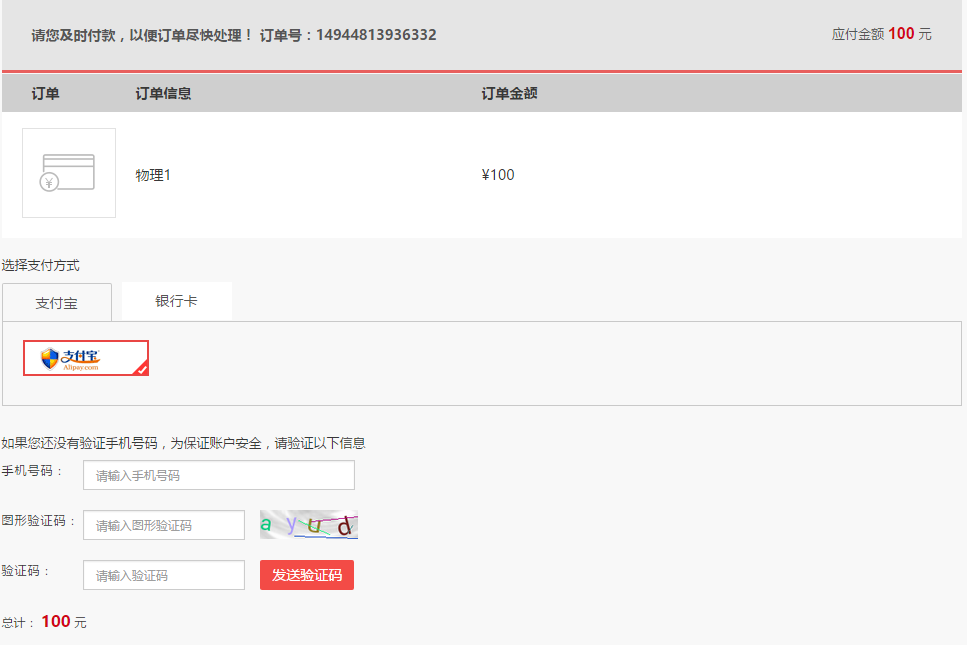 请您及时付款，以便订单尽快处理！ 订单号：14944813936332 应付金额 100 元
订单 订单信息 订单金额
¥
物理1 ¥100
选择支付方式
支付宝 银行卡
支付宝
Alipay.com
如果您还没有验证手机号码，为保证账户安全，请验证以下信息
手机号码： 请输入手机号码
图形验证码： 请输入图形验证码 a y u d
验证码： 请输入验证码 发送验证码
总计： 100 元